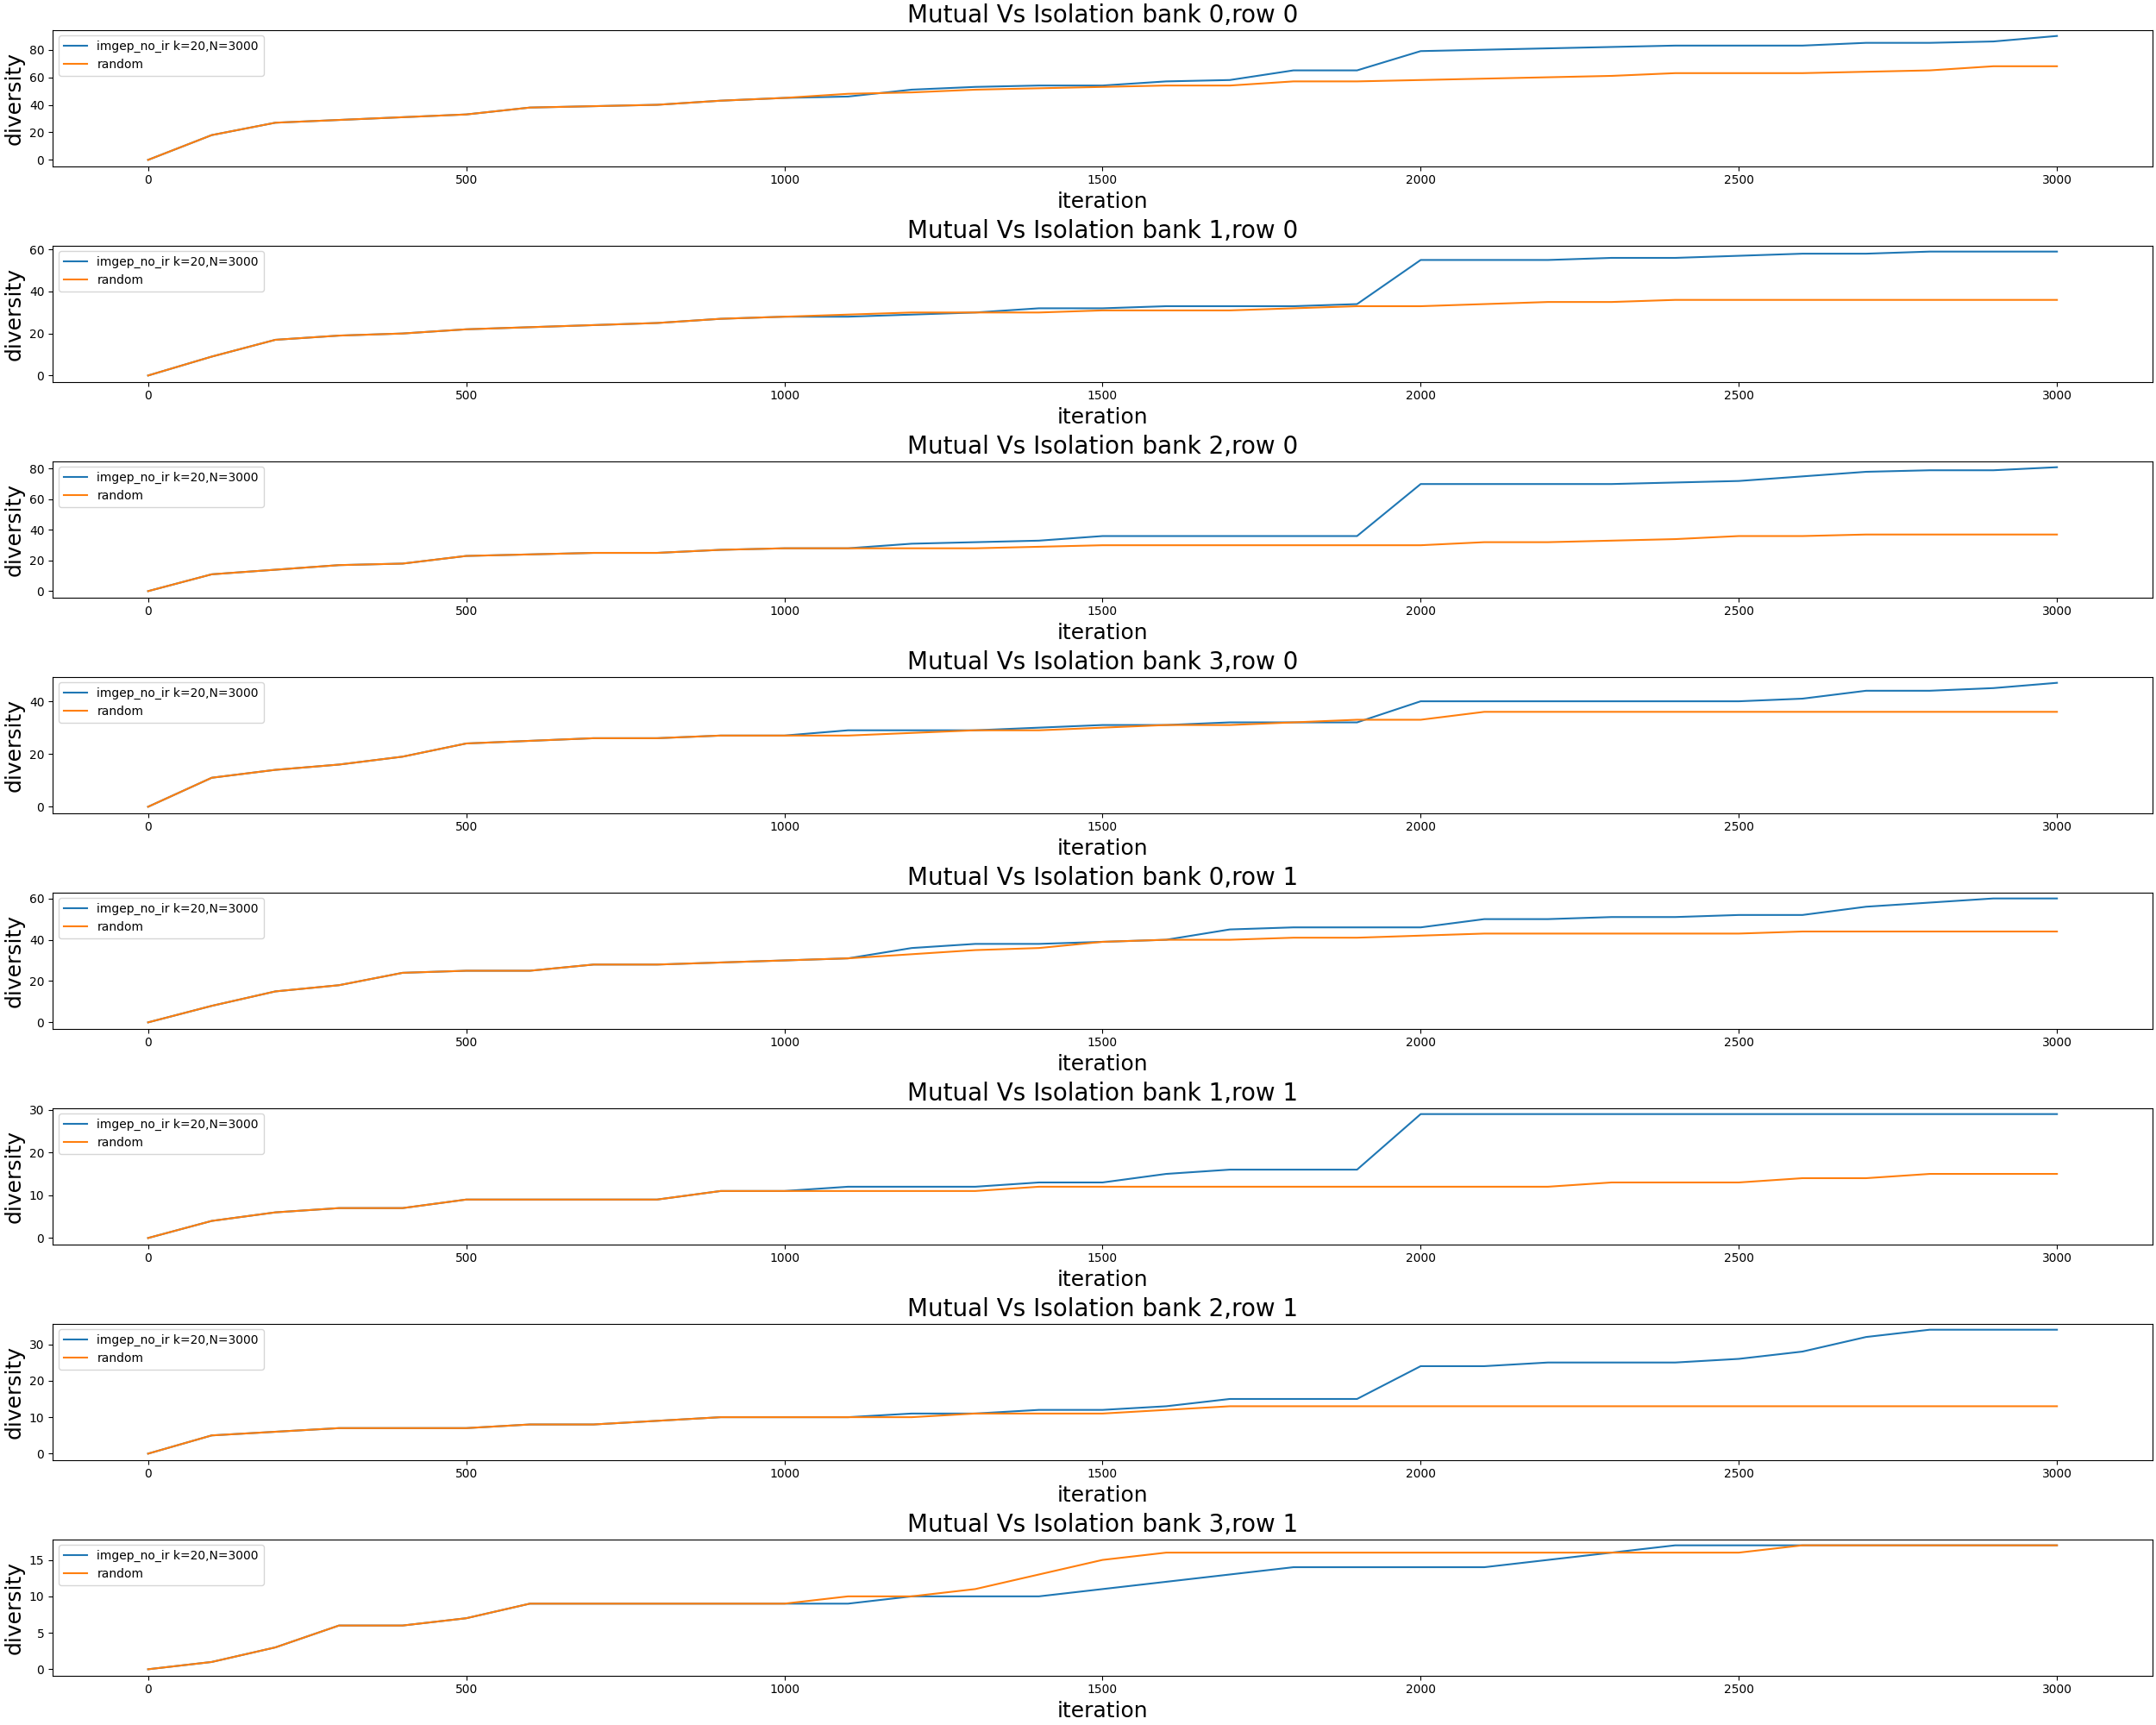 Mutual Vs Isolation bank 0,row 0
imgep_no_ir k=20,N=3000
random
diversity
80
60
40
20
0
0 500 1000 1500 2000 2500 3000
iteration
Mutual Vs Isolation bank 1,row 0
imgep_no_ir k=20,N=3000
random
diversity
60
40
20
0
0 500 1000 1500 2000 2500 3000
iteration
Mutual Vs Isolation bank 2,row 0
imgep_no_ir k=20,N=3000
random
diversity
80
60
40
20
0
0 500 1000 1500 2000 2500 3000
iteration
Mutual Vs Isolation bank 3,row 0
imgep_no_ir k=20,N=3000
random
diversity
40
20
0
0 500 1000 1500 2000 2500 3000
iteration
Mutual Vs Isolation bank 0,row 1
imgep_no_ir k=20,N=3000
random
diversity
60
40
20
0
0 500 1000 1500 2000 2500 3000
iteration
Mutual Vs Isolation bank 1,row 1
imgep_no_ir k=20,N=3000
random
diversity
30
20
10
0
0 500 1000 1500 2000 2500 3000
iteration
Mutual Vs Isolation bank 2,row 1
imgep_no_ir k=20,N=3000
random
diversity
30
20
10
0
0 500 1000 1500 2000 2500 3000
iteration
Mutual Vs Isolation bank 3,row 1
imgep_no_ir k=20,N=3000
random
diversity
15
10
5
0
0 500 1000 1500 2000 2500 3000
iteration